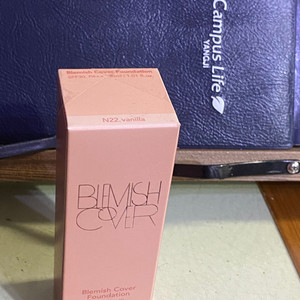 Campus Life
YANGJI
Blemish Cover Foundation
N22.vanilla
BLEMISH
COVER
Blemish Cover
Foundation